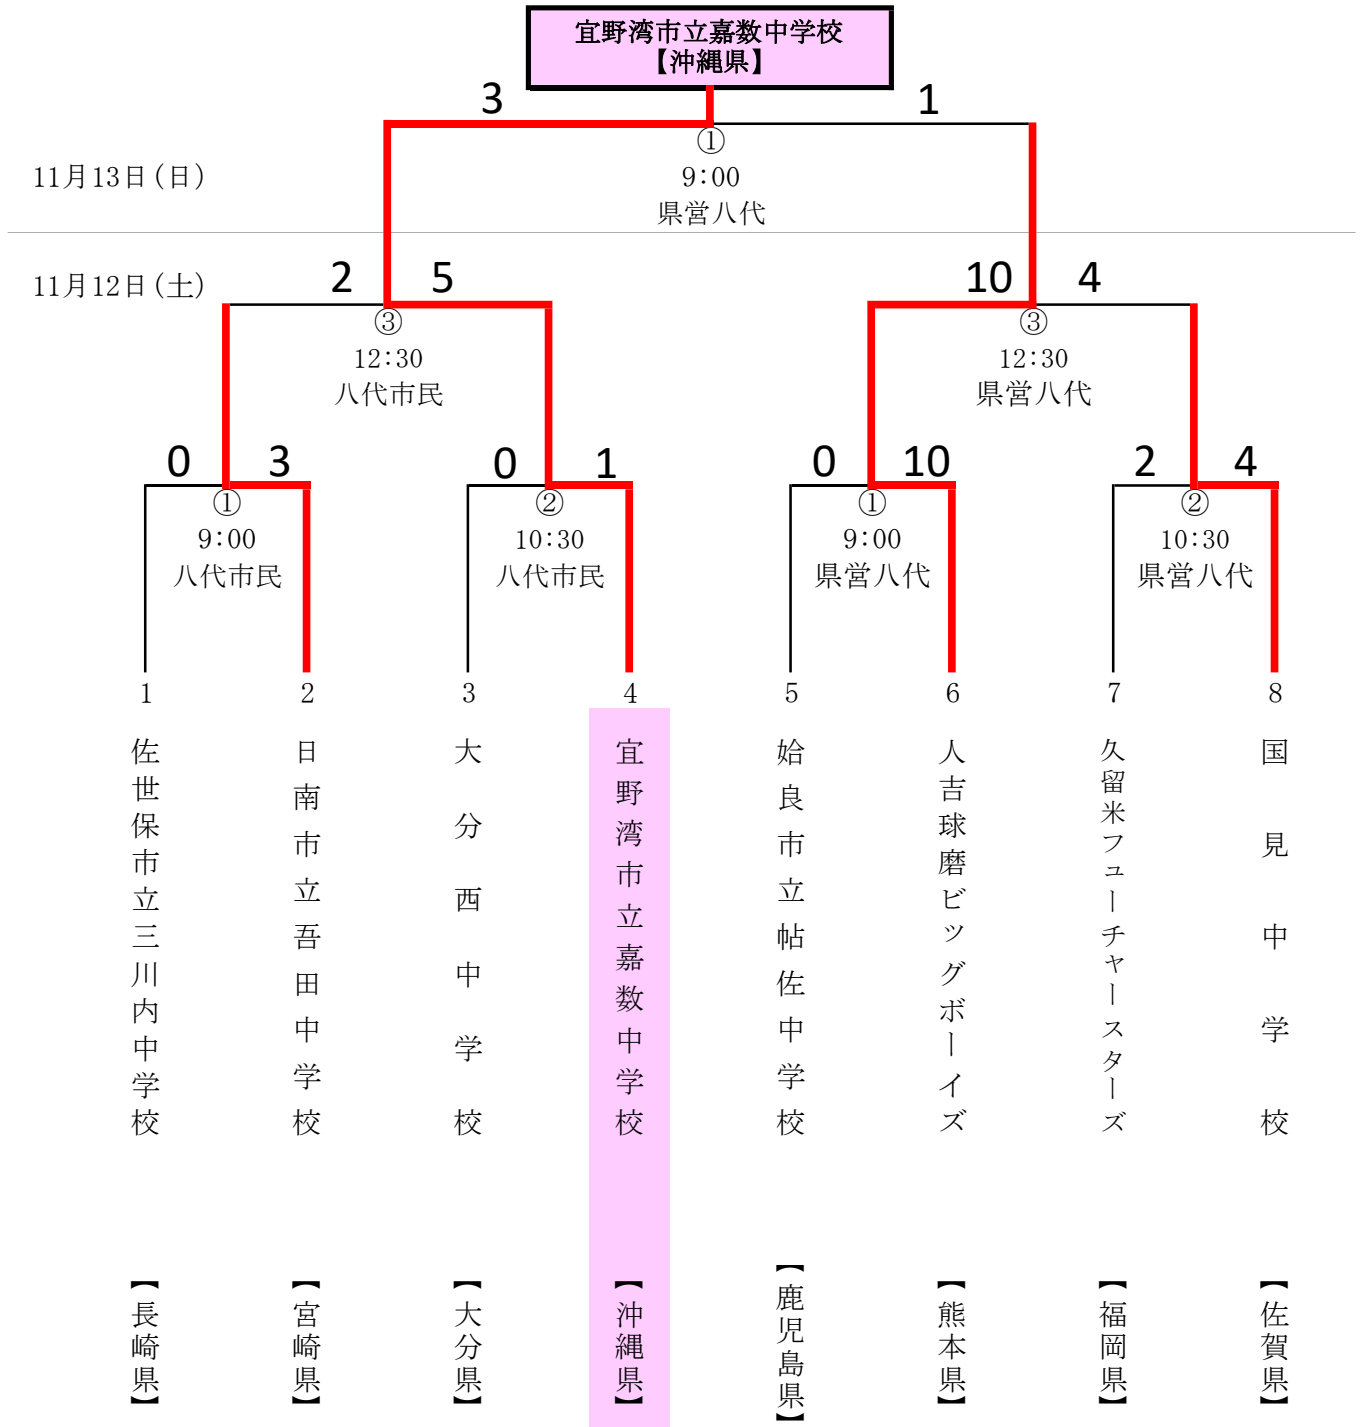 宜野湾市立嘉数中学校
【沖縄県】
3
1
①
11月13日(日)
9:00
県営八代
11月12日(土)
2
5
10
4
③
③
12:30
12:30
八代市民
県営八代
0
3
0
1
0
10
2
4
①
②
①
②
9:00
10:30
9:00
10:30
八代市民
八代市民
県営八代
県営八代
1
2
3
4
5
6
7
8
佐世保市立三川内中学校
日南市立吾田中学校
大分西中学校
宜野湾市立嘉数中学校
姶良市立帖佐中学校
人吉球磨ビッグボーイズ
久留米フューチャースターズ
国見中学校
【長崎県】
【宮崎県】
【大分県】
【沖縄県】
【鹿児島県】
【熊本県】
【福岡県】
【佐賀県】